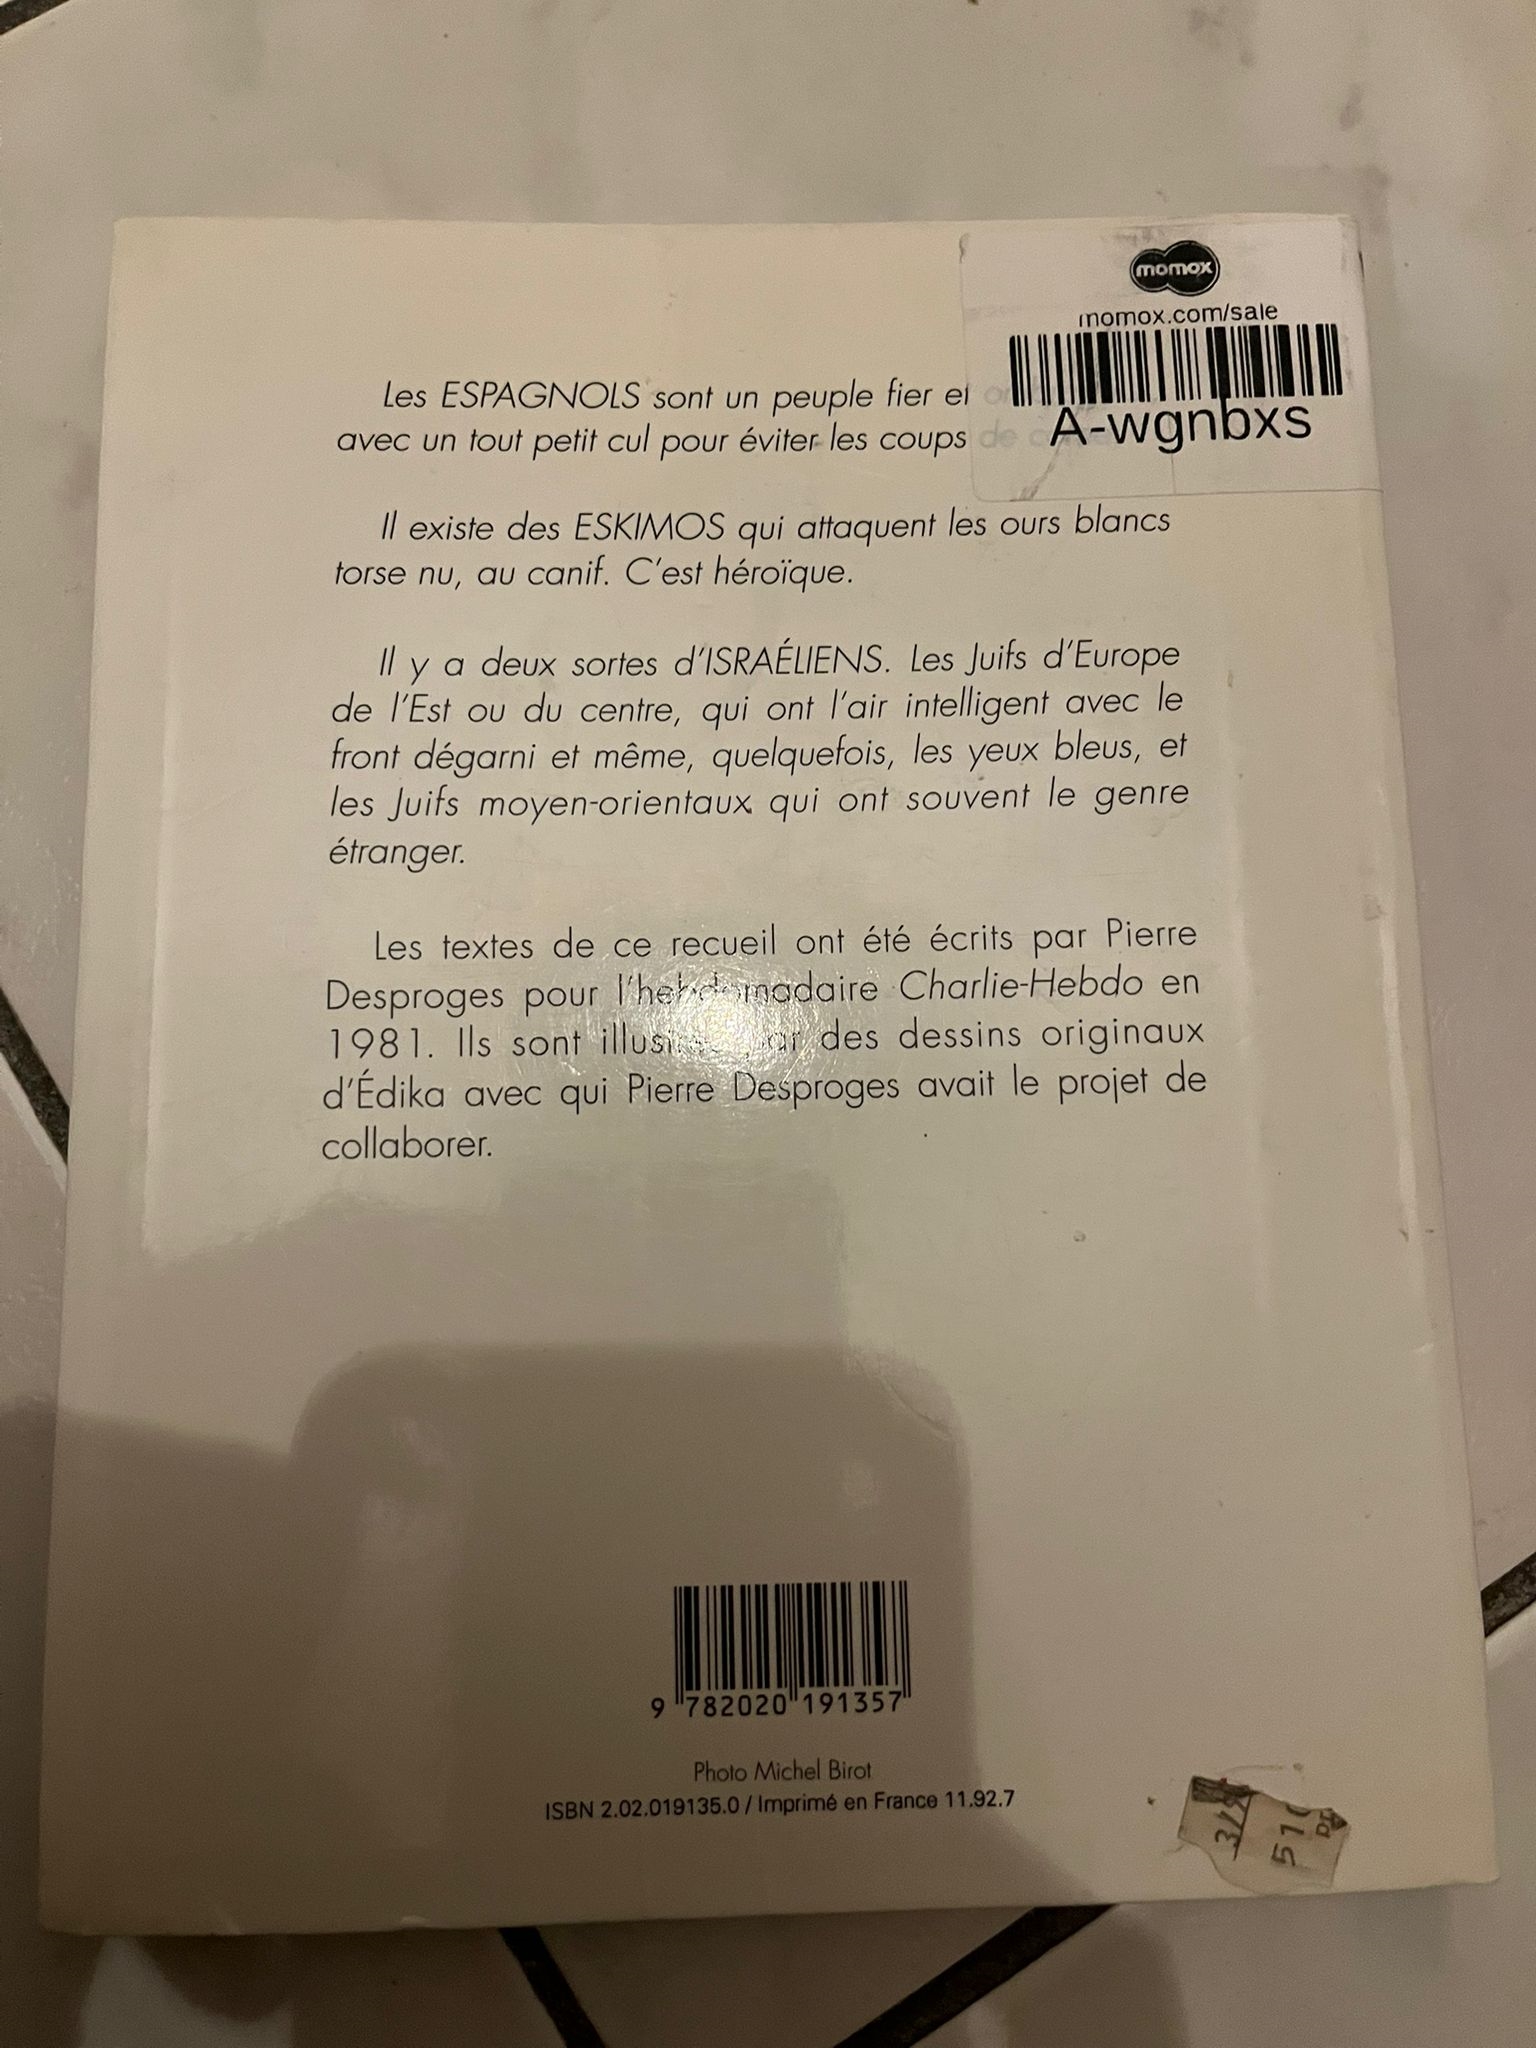 momox
momox.com/sale
A-wgnbxs
Les ESPAGNOLS sont un peuple fier et
avec un tout petit cul pour éviter les coups de
Il existe des ESKIMOS qui attaquent les ours blancs
torse nu, au canif. C'est héroïque.
Il y a deux sortes d'ISRAÉLIENS. Les Juifs d'Europe
de l'Est ou du centre, qui ont l'air intelligent avec le
front dégarni et même, quelquefois, les yeux bleus, et
les Juifs moyen-orientaux qui ont souvent le genre
étranger.
Les textes de ce recueil ont été écrits par Pierre
Desproges pour l'hebdomadaire Charlie-Hebdo en
1981. Ils sont illustrés par des dessins originaux
d'Édika avec qui Pierre Desproges avait le projet de
collaborer.
9 782020 191357
Photo Michel Birot
ISBN 2.02.019135.0 / Imprimé en France 11.92.7